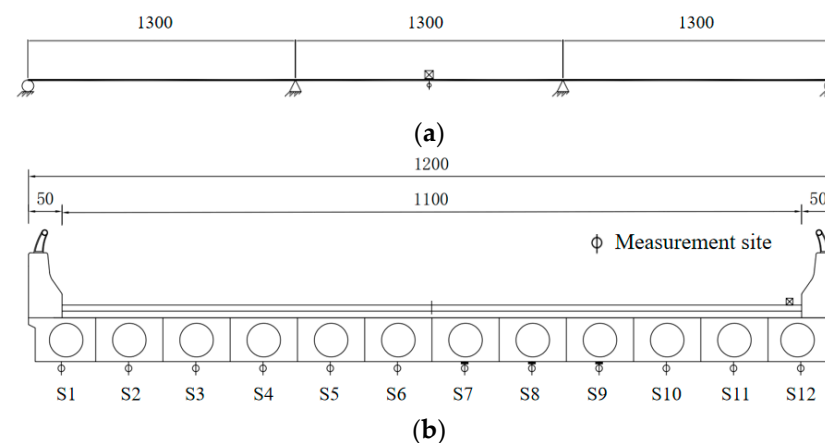 1300 1300 1300
(a)
1200
50 1100 50
Measurement site
S1 S2 S3 S4 S5 S6 S7 S8 S9 S10 S11 S12
(b)